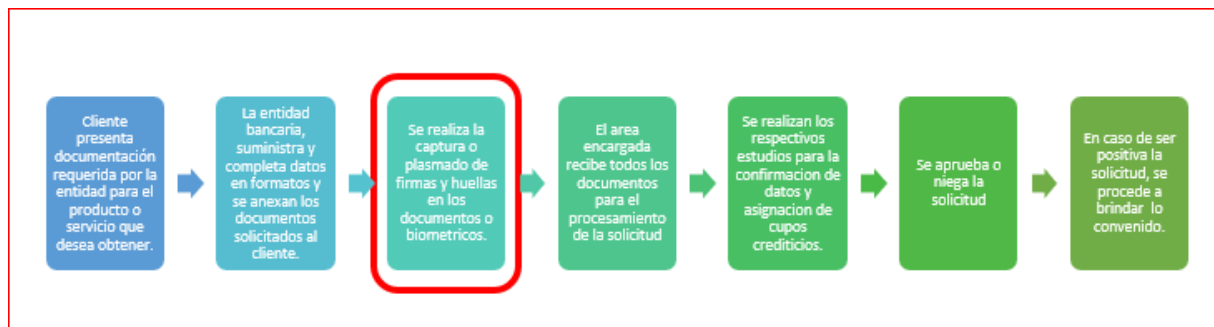 Cliente
presenta
documentación
requerida por la
entidad para el
producto o
servicio que
desea obtener.
La entidad
bancaria,
suministra y
completa datos
en formatos y
se anexan los
documentos
solicitados al
cliente.
Se realiza la
captura o
plasmado de
firmas y huellas
en los
documentos o
biometricos.
El area
encargada
recibe todos los
documentos
para el
procesamiento
de la solicitud
Se realizan los
respectivos
estudios para la
confirmacion de
datos y
asignacion de
cupos
crediticios.
Se aprueba o
niega la
solicitud
En caso de ser
positiva la
solicitud, se
procede a
brindar lo
convenido.